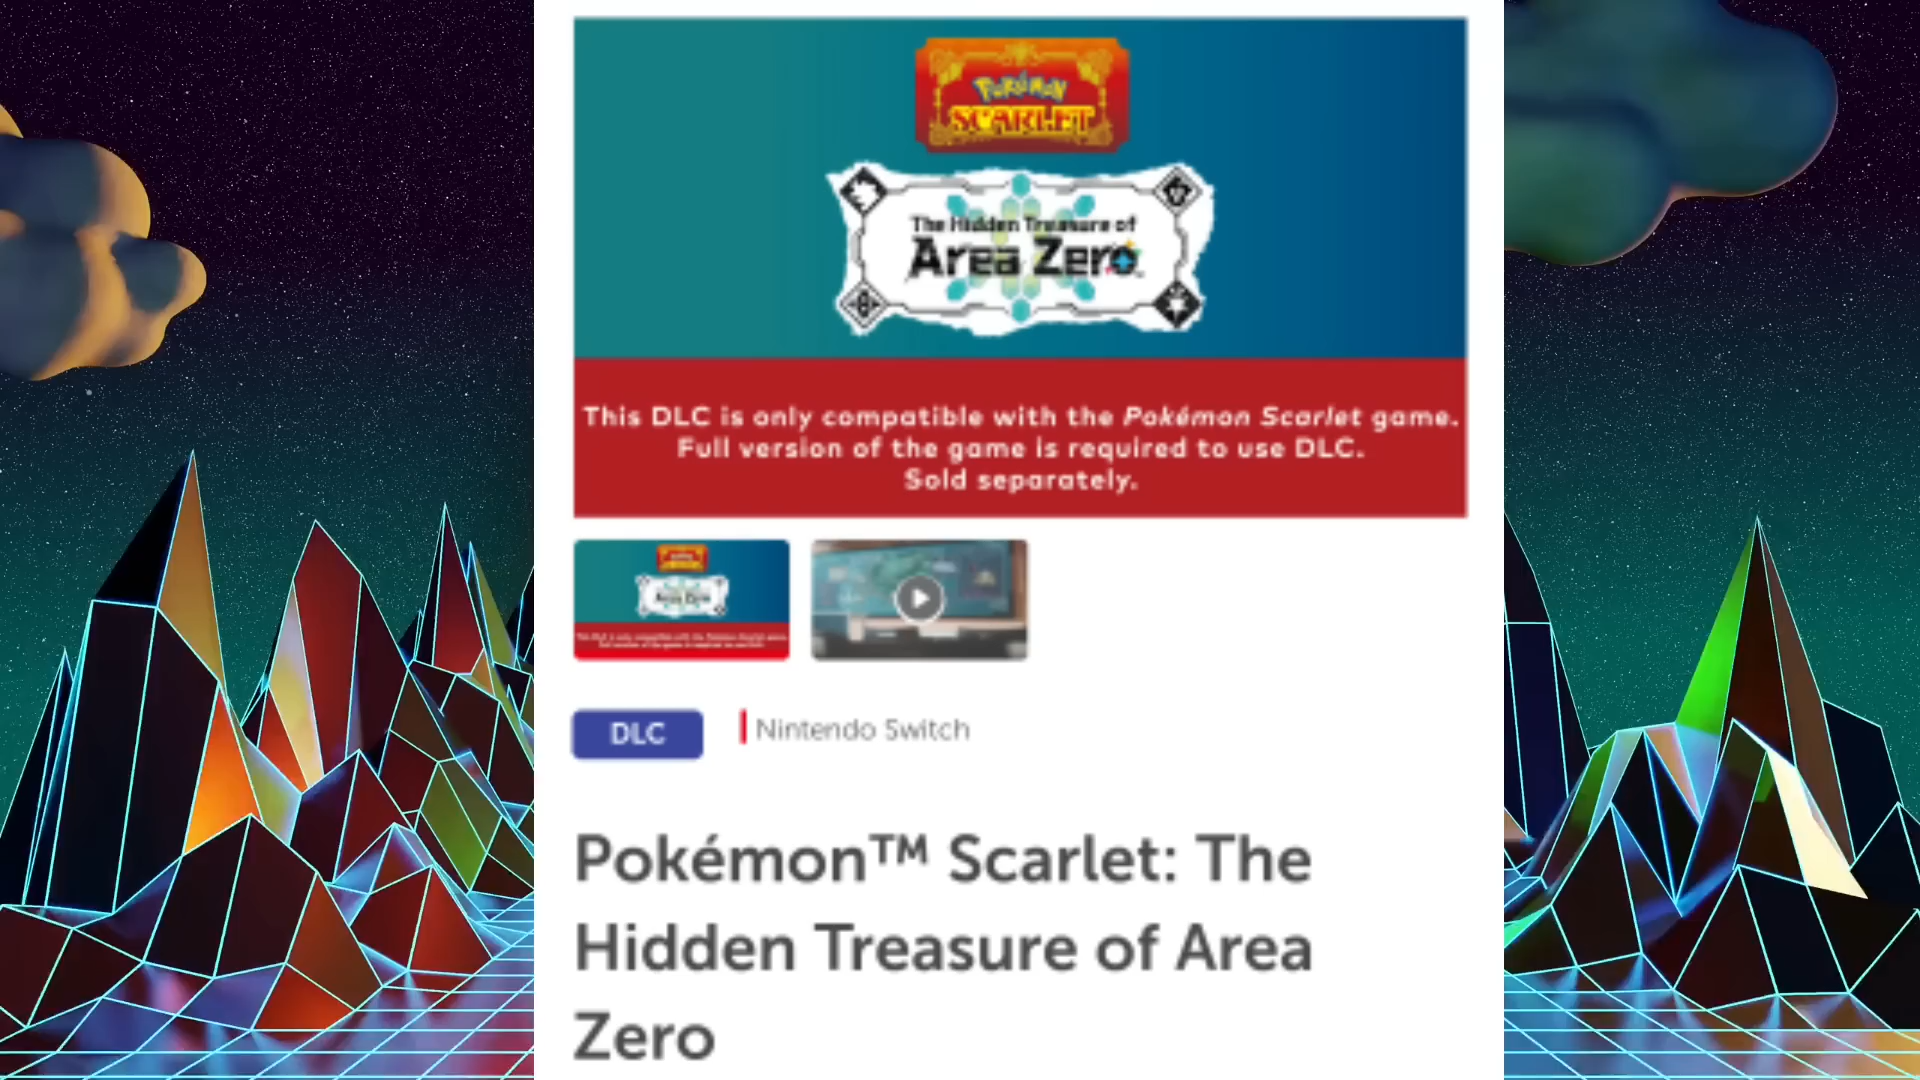 POKÉMON
SCARLET
The Hidden Treasure of
Area Zero
This DLC is only compatible with the Pokémon Scarlet game.
Full version of the game is required to use DLC.
Sold separately.
DLC
Nintendo Switch
Pokémon™ Scarlet: The
Hidden Treasure of Area
Zero